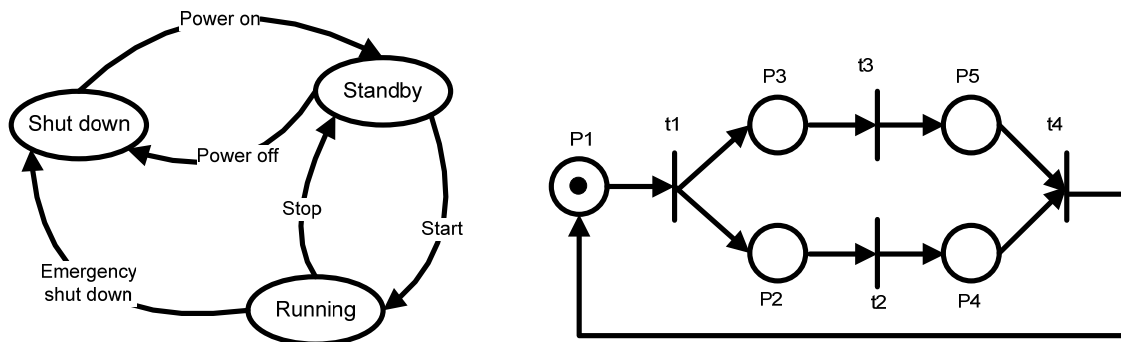 Power on
Standby
Shut down
Power off
Stop
Start
Emergency
shut down
Running
P3
t3
P5
t1
t4
P1
P2
t2
P4